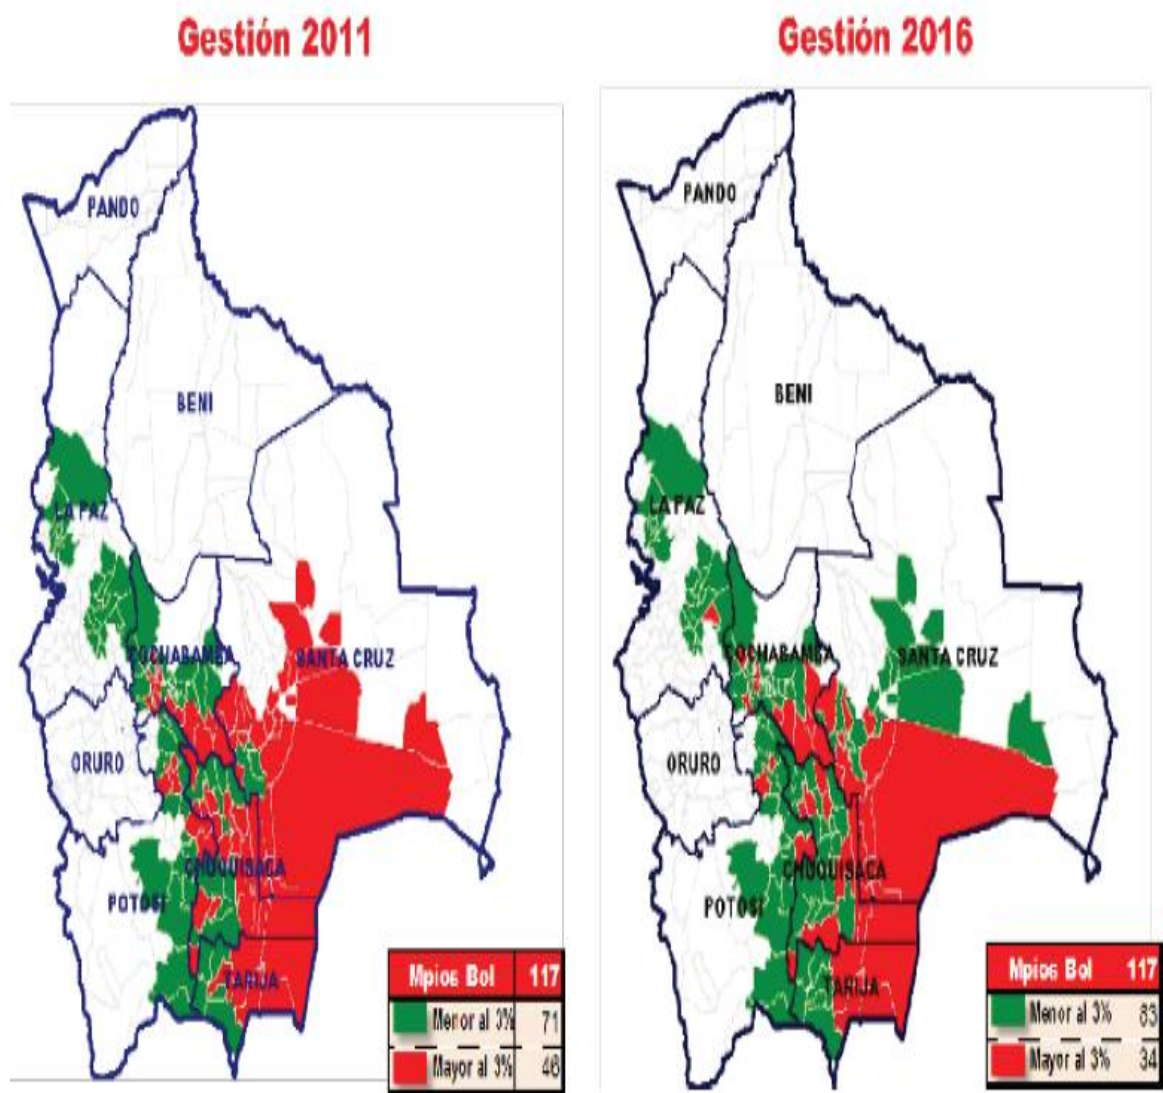 Gestión 2011
PANDO
BENI
LA PAZ
COCHABAMBA
SANTA CRUZ
ORURO
CHUQUISACA
POTOSI
TARIJA
Mpios Bol 117
Menor al 3% 71
Mayor al 3% 46
Gestión 2016
PANDO
BENI
LA PAZ
COCHABAMBA
SANTA CRUZ
ORURO
CHUQUISACA
POTOSI
TARIJA
Mpios Bol 117
Menor al 3% 83
Mayor al 3% 34